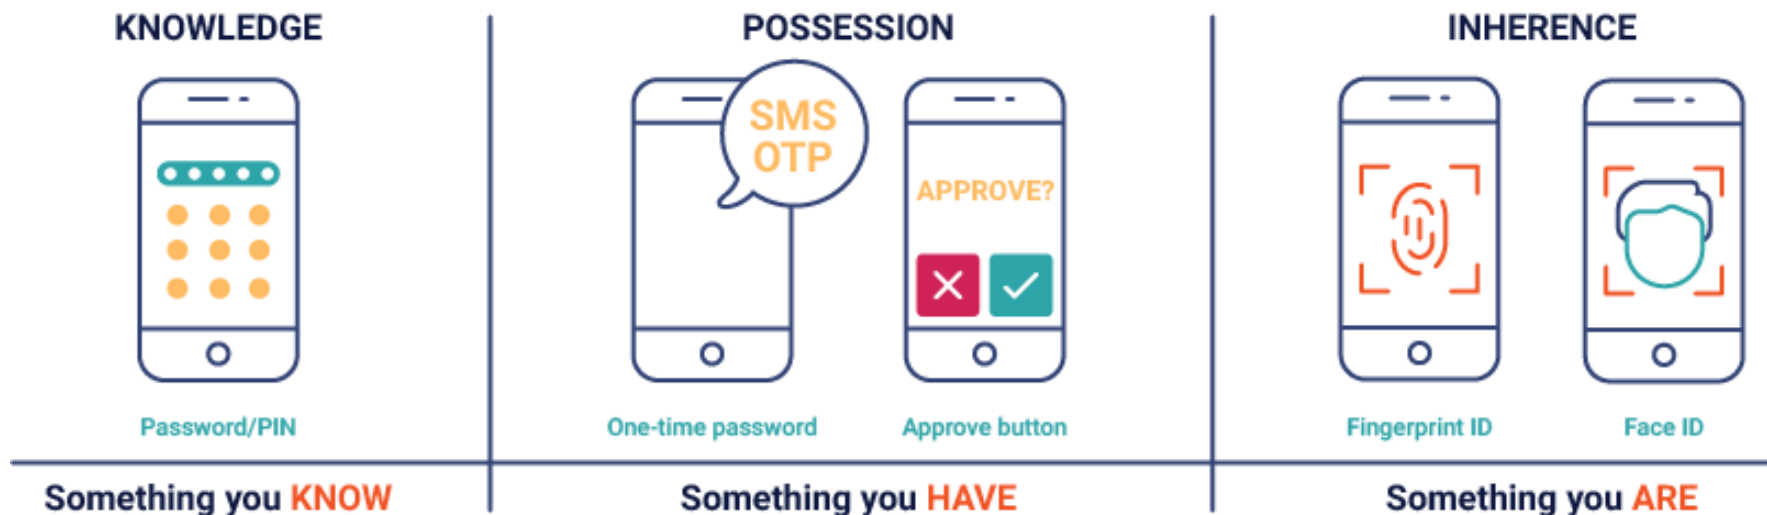 KNOWLEDGE
POSSESSION
INHERENCE
SMS
OTP
APPROVE?
Password/PIN
One-time password
Approve button
Fingerprint ID
Face ID
Something you KNOW
Something you HAVE
Something you ARE